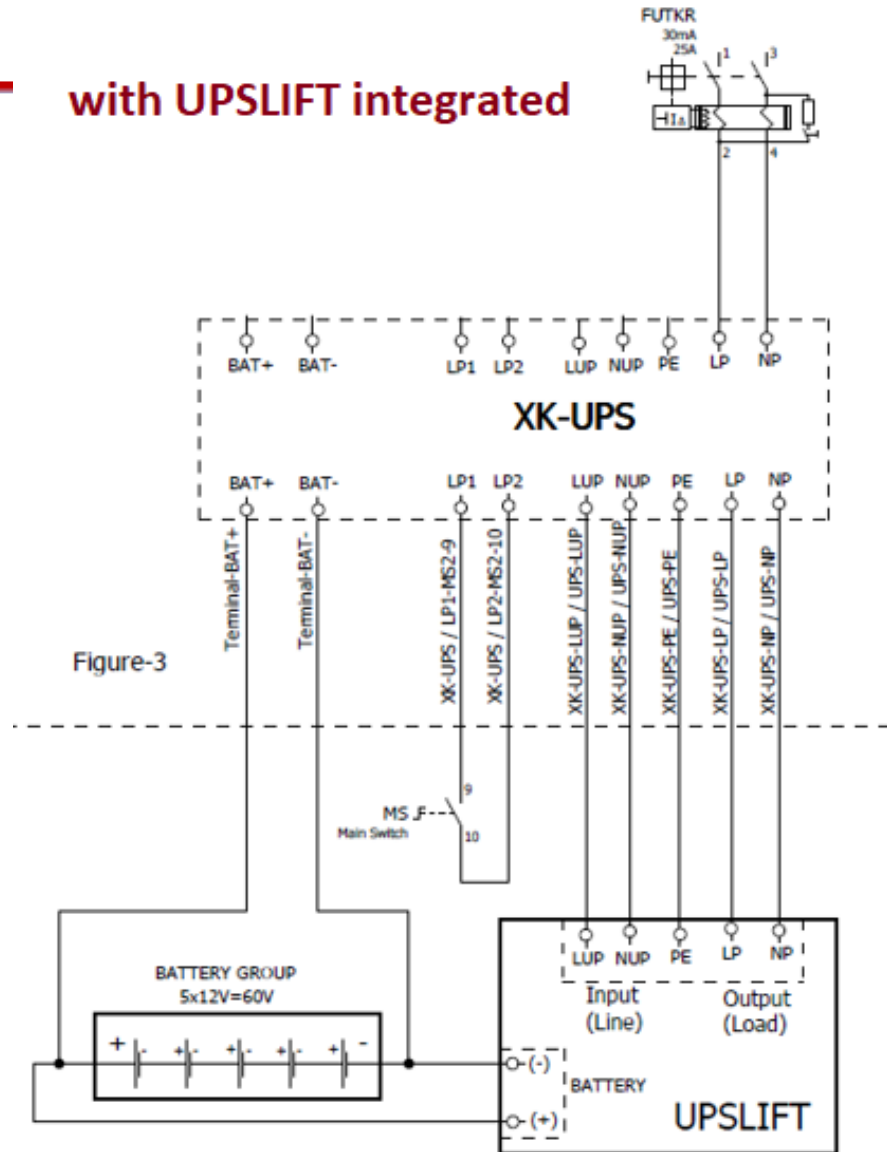 FUTKR
30mA
25A
with UPSLIFT integrated
1 3
I∆
2 4
BAT+ BAT- LP1 LP2 LUP NUP PE LP NP
XK-UPS
BAT+ BAT- LP1 LP2 LUP NUP PE LP NP
Terminal-BAT+
Terminal-BAT-
XK-UPS / LP1-MS2-9
XK-UPS / LP2-MS2-10
XK-UPS-LUP / UPS-LUP
XK-UPS-NUP / UPS-NUP
XK-UPS-PE / UPS-PE
XK-UPS-LP / UPS-LP
XK-UPS-NP / UPS-NP
Figure-3
9
MS
Main Switch
10
LUP NUP PE LP NP
Input Output
(Line) (Load)
BATTERY GROUP
5x12V=60V
+ - + - + - + - + -
(-)
BATTERY
(+)
UPSLIFT